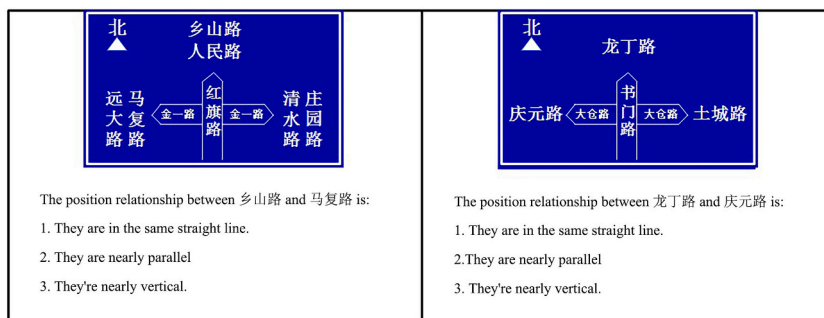 北
乡山路
人民路
远大路
马复路
金一路
红旗路
金一路
清水路
庄园路
The position relationship between 乡山路 and 马复路 is:
1. They are in the same straight line.
2. They are nearly parallel
3. They're nearly vertical.
北
龙丁路
庆元路
大仓路
书门路
大仓路
土城路
The position relationship between 龙丁路 and 庆元路 is:
1. They are in the same straight line.
2.They are nearly parallel
3. They're nearly vertical.